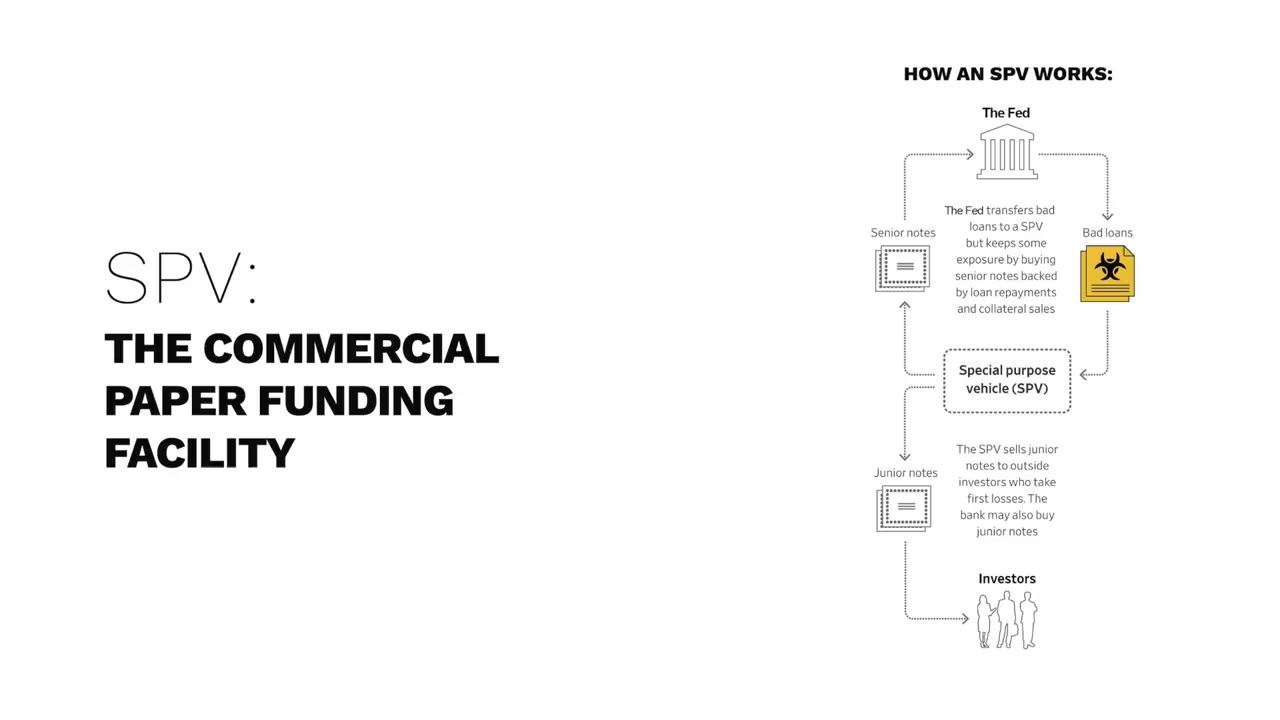 SPV:
THE COMMERCIAL
PAPER FUNDING
FACILITY
HOW AN SPV WORKS:
The Fed
The Fed transfers bad
loans to a SPV
but keeps some
exposure by buying
senior notes backed
by loan repayments
and collateral sales
Senior notes
Bad loans
Special purpose
vehicle (SPV)
The SPV sells junior
notes to outside
investors who take
first losses. The
bank may also buy
junior notes
Junior notes
Investors